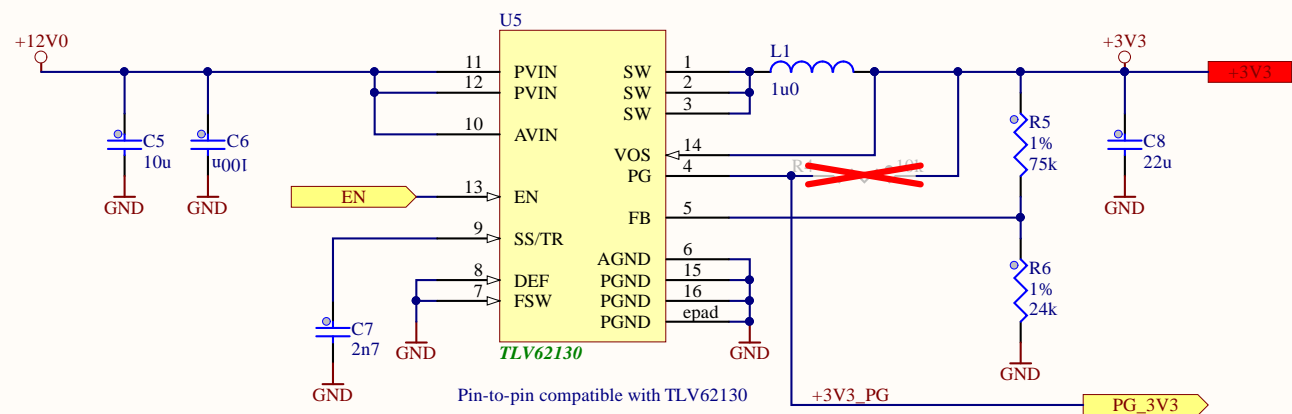 U5
+12V0
+3V3
11
PVIN
SW
1
L1
+3V3
12
PVIN
SW
2
1u0
SW
3
R5
10
AVIN
1%
75k
C5
10u
C6
100n
C8
22u
VOS
14
PG
4
13
EN
EN
FB
5
GND
GND
GND
9
SS/TR
AGND
6
R6
1%
24k
8
DEF
PGND
15
7
FSW
PGND
16
PGND
epad
C7
2n7
GND
TLV62130
GND
GND
GND
Pin-to-pin compatible with TLV62130
+3V3_PG
PG_3V3